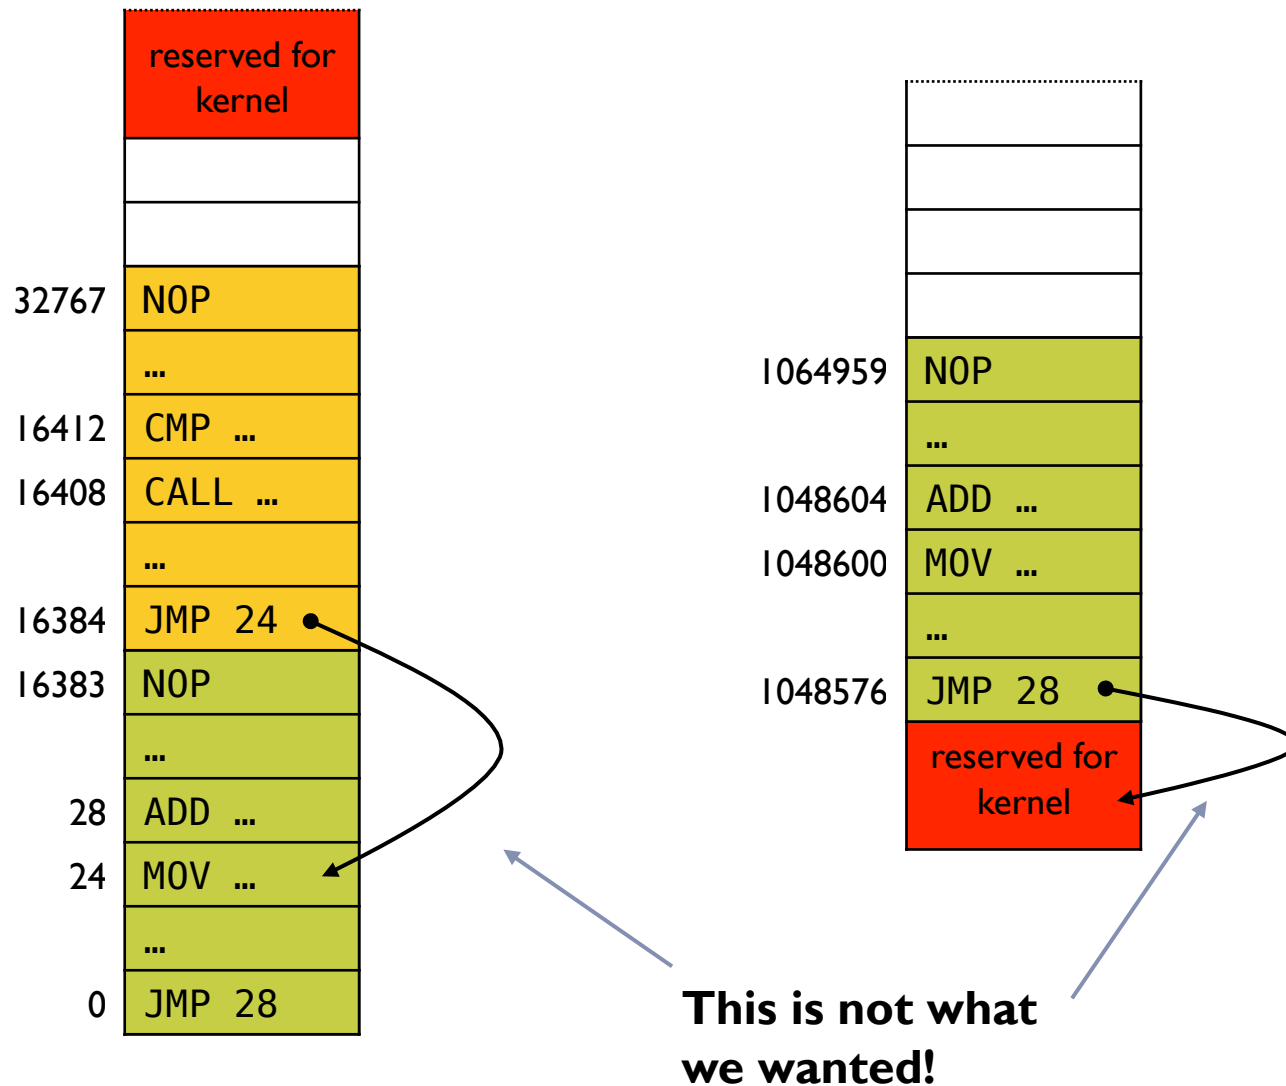 reserved for
kernel
32767 NOP
...
16412 CMP ...
16408 CALL ...
...
16384 JMP 24
16383 NOP
...
28 ADD ...
24 MOV ...
...
0 JMP 28
1064959 NOP
...
1048604 ADD ...
1048600 MOV ...
...
1048576 JMP 28
reserved for
kernel
This is not what
we wanted!